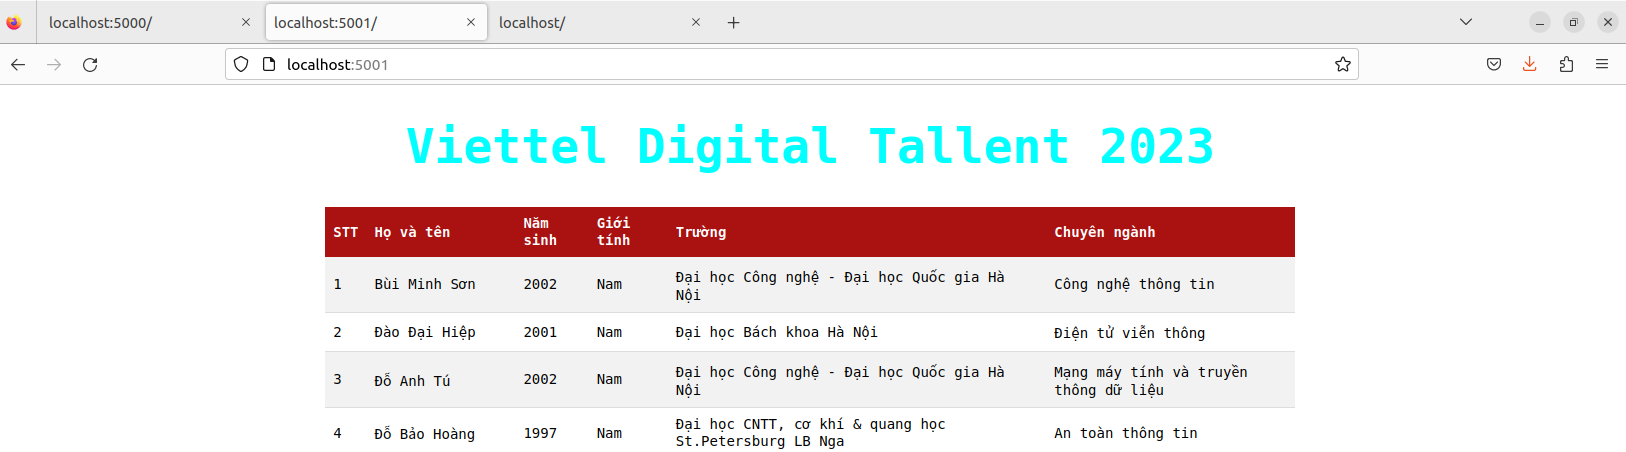 localhost:5000/
localhost:5001/
localhost/
localhost:5001
Viettel Digital Tallent 2023
STT Họ và tên Năm sinh Giới tính Trường Chuyên ngành
1 Bùi Minh Sơn 2002 Nam Đại học Công nghệ - Đại học Quốc gia Hà Nội Công nghệ thông tin
2 Đào Đại Hiệp 2001 Nam Đại học Bách khoa Hà Nội Điện tử viễn thông
3 Đỗ Anh Tú 2002 Nam Đại học Công nghệ - Đại học Quốc gia Hà Nội Mạng máy tính và truyền thông dữ liệu
4 Đỗ Bảo Hoàng 1997 Nam Đại học CNTT, cơ khí & quang học St.Petersburg LB Nga An toàn thông tin